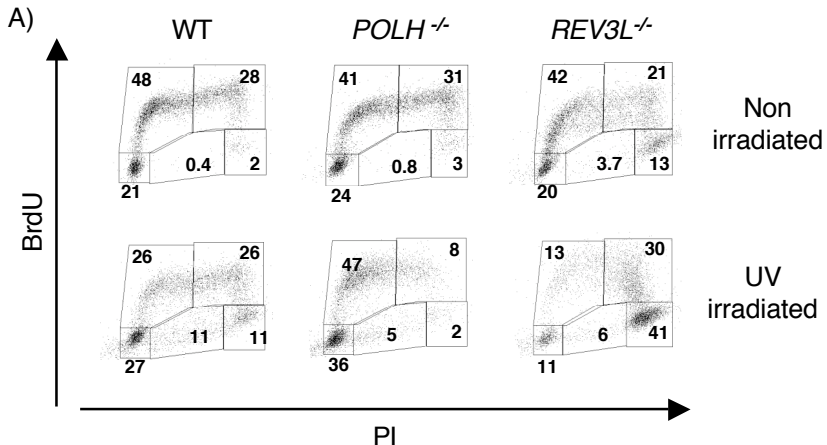 A)
WT POLH -/- REV3L-/-
48 28 41 31 42 21
Non
irradiated
0.4 2 0.8 3 3.7 13
21 24 20
BrdU
26 26 47 8 13 30
UV
irradiated
11 11 5 2 6 41
27 36 11
PI